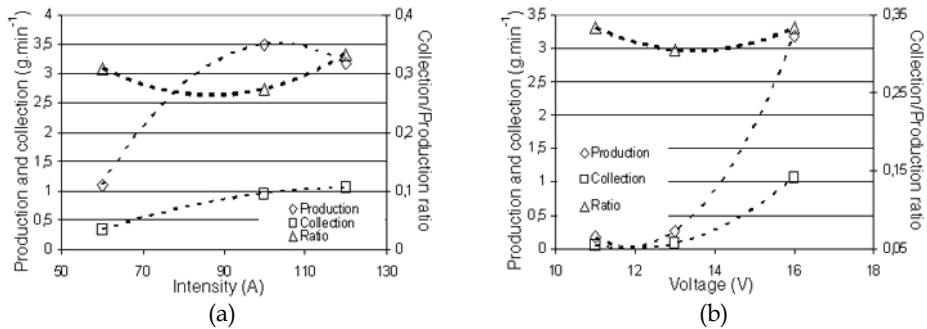 Production and collection (g.min⁻¹)
4
3.5
3
2.5
2
1.5
1
0,5
0
0,4
0,3
0,2
0,1
0
Collection/Production ratio
Production
Collection
Ratio
50
70
90
110
130
Intensity (A)
(a)
Production and collection (g.min⁻¹)
3.5
3
2.5
2
1.5
1
0.5
0
0,35
0,25
0,15
0,05
Collection/Production ratio
Production
Collection
Ratio
10
12
14
16
18
Voltage (V)
(b)